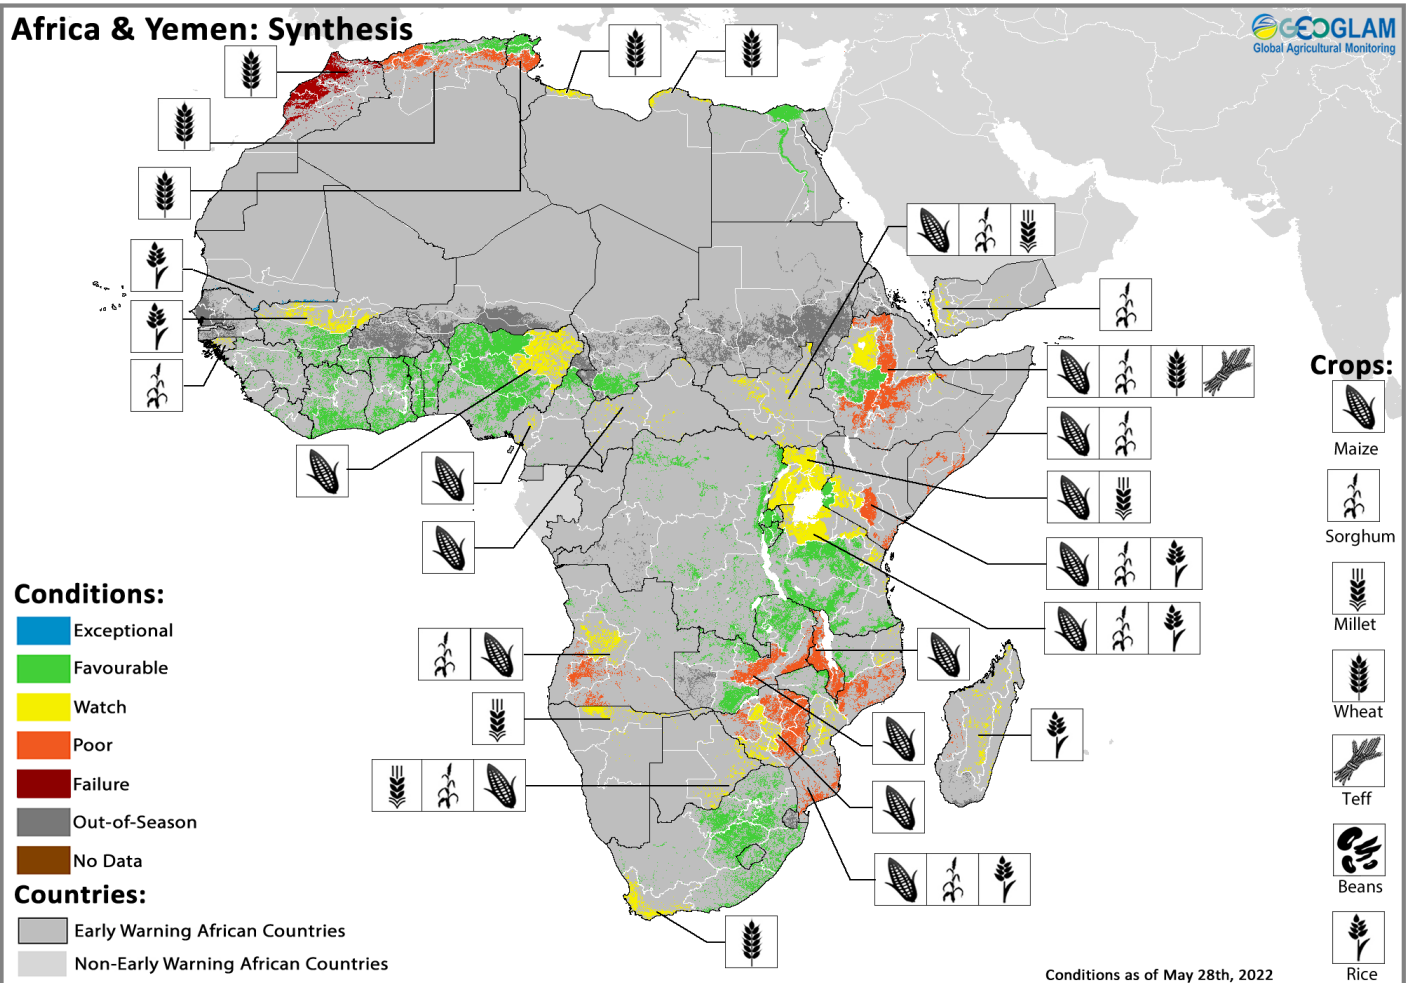 Africa & Yemen: Synthesis
GEOGLAM
Global Agricultural Monitoring
Crops:
Maize
Sorghum
Millet
Wheat
Teff
Beans
Rice
Conditions:
Exceptional
Favourable
Watch
Poor
Failure
Out-of-Season
No Data
Countries:
Early Warning African Countries
Non-Early Warning African Countries
Conditions as of May 28th, 2022